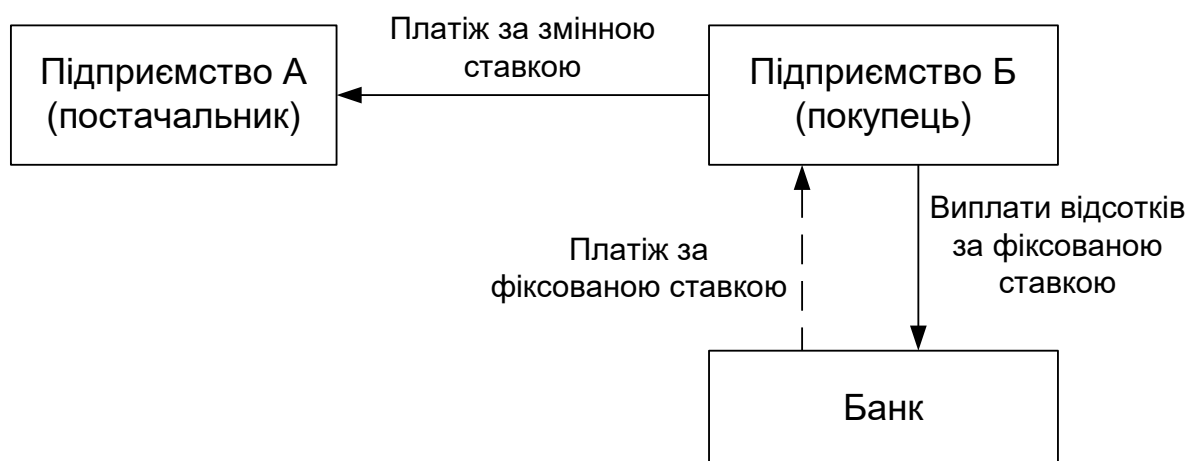 Платіж за змінною
ставкою
Підприємство А
(постачальник)
Підприємство Б
(покупець)
Платіж за
фіксованою ставкою
Виплати відсотків
за фіксованою
ставкою
Банк